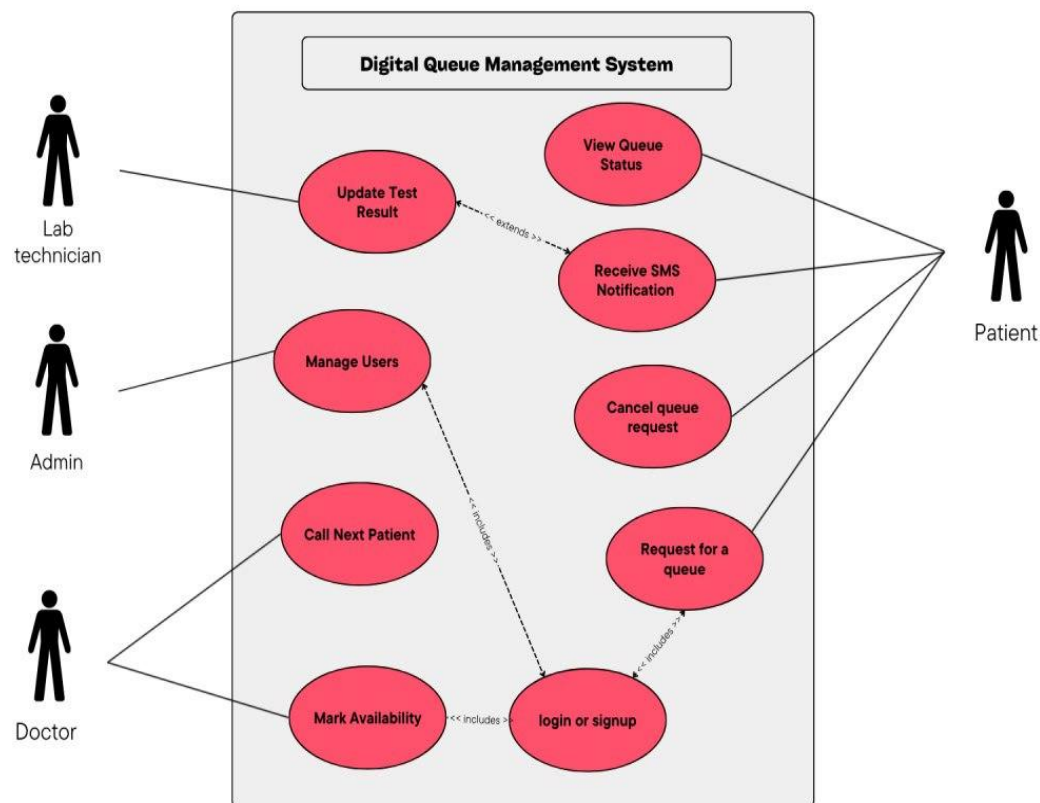 Digital Queue Management System
View Queue
Status
Update Test
Result
<< extends >>
Receive SMS
Notification
Lab
technician
Patient
Manage Users
Cancel queue
request
Admin
<< includes >>
Call Next Patient
Request for a
queue
<< includes >>
Doctor
Mark Availability
<< includes >>
login or signup